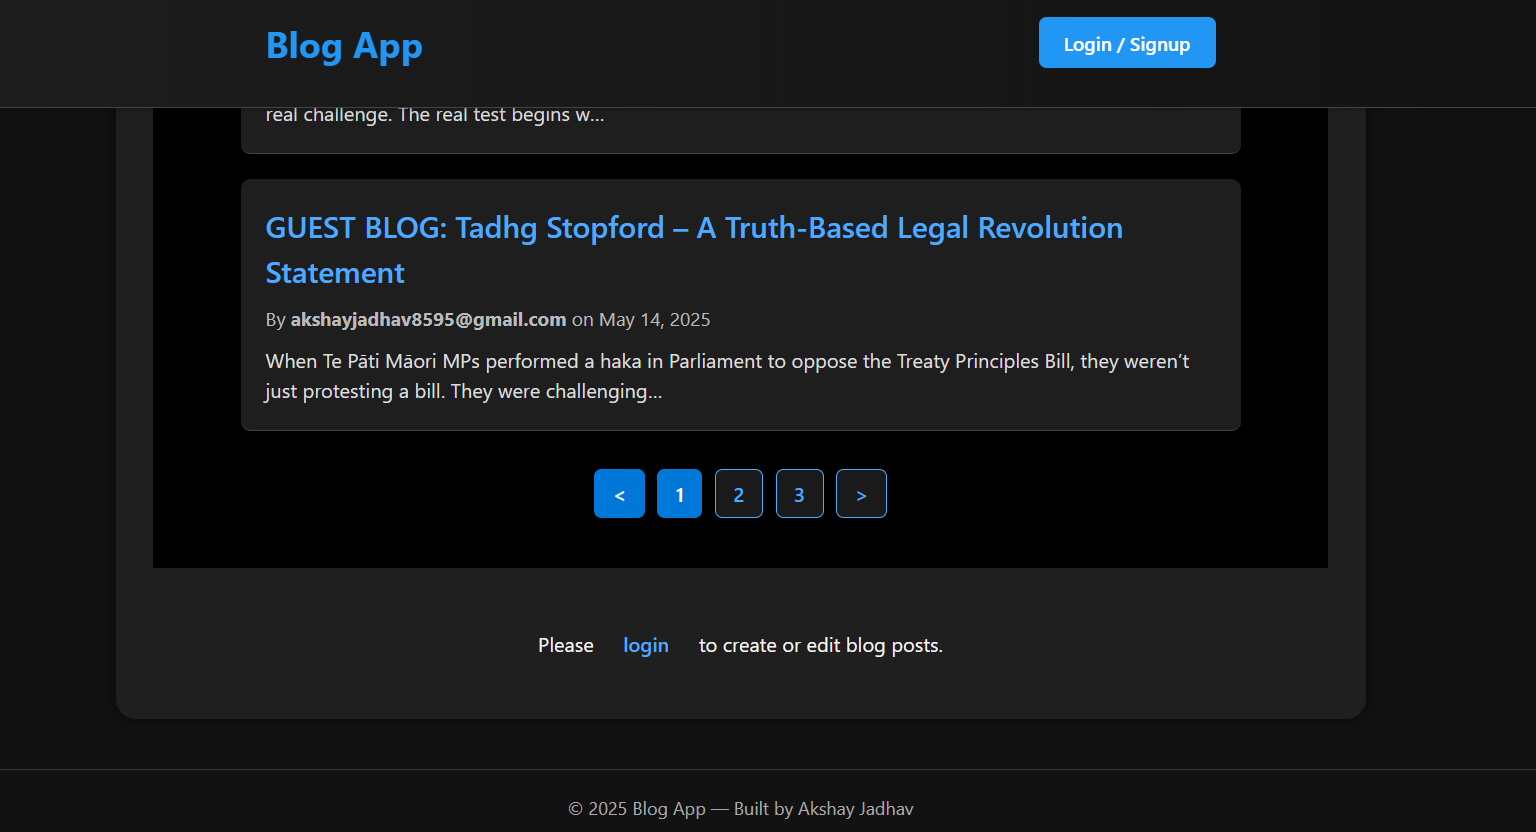 Blog App
Login / Signup
real challenge. The real test begins w...
GUEST BLOG: Tadhg Stopford – A Truth-Based Legal Revolution
Statement
By akshayjadhav8595@gmail.com on May 14, 2025
When Te Pāti Māori MPs performed a haka in Parliament to oppose the Treaty Principles Bill, they weren’t
just protesting a bill. They were challenging...
< 1 2 3 >
Please login to create or edit blog posts.
© 2025 Blog App — Built by Akshay Jadhav